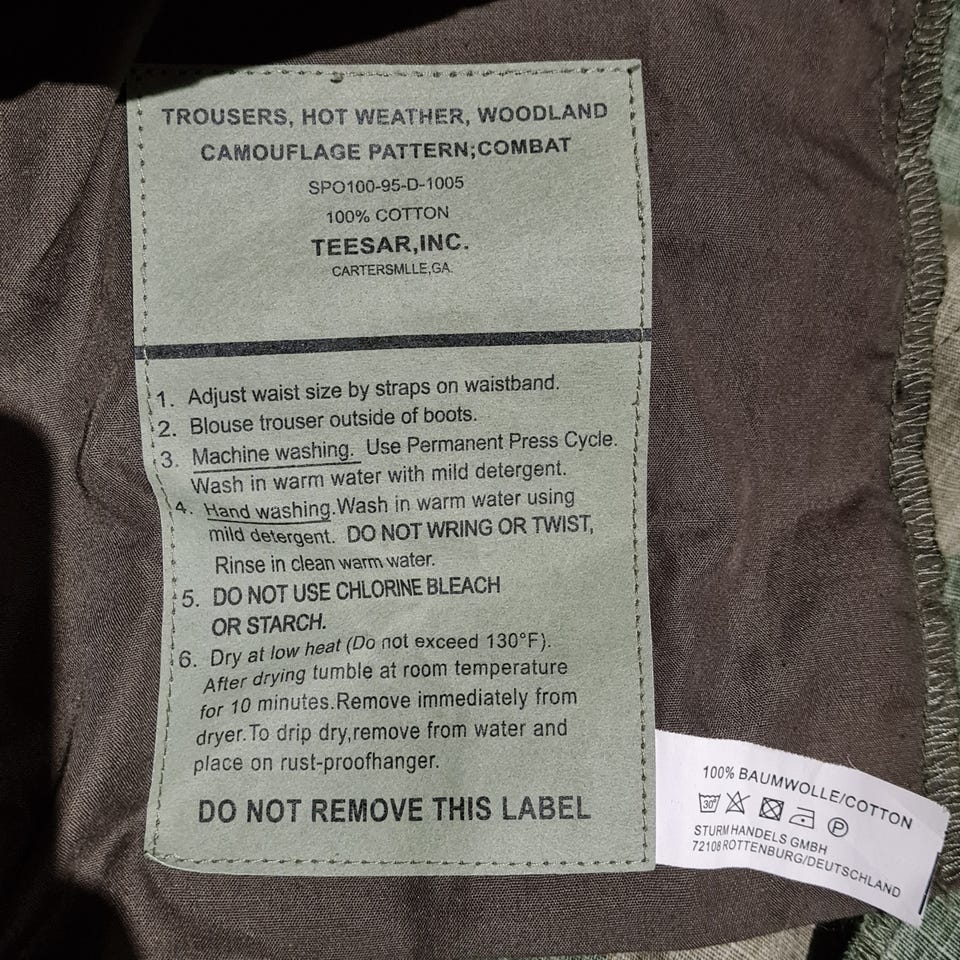 TROUSERS, HOT WEATHER, WOODLAND
CAMOUFLAGE PATTERN;COMBAT
SPO100-95-D-1005
100% COTTON
TEESAR,INC.
CARTERSMLLE,GA.
1. Adjust waist size by straps on waistband.
2. Blouse trouser outside of boots.
3. Machine washing. Use Permanent Press Cycle.
Wash in warm water with mild detergent.
4. Hand washing.Wash in warm water using
mild detergent. DO NOT WRING OR TWIST,
Rinse in clean warm water.
5. DO NOT USE CHLORINE BLEACH
OR STARCH.
6. Dry at low heat (Do not exceed 130°F).
After drying tumble at room temperature
for 10 minutes.Remove immediately from
dryer.To drip dry,remove from water and
place on rust-proofhanger.
DO NOT REMOVE THIS LABEL
100% BAUMWOLLE/COTTON
30° P
STURM HANDELS GMBH
72108 ROTTENBURG/DEUTSCHLAND